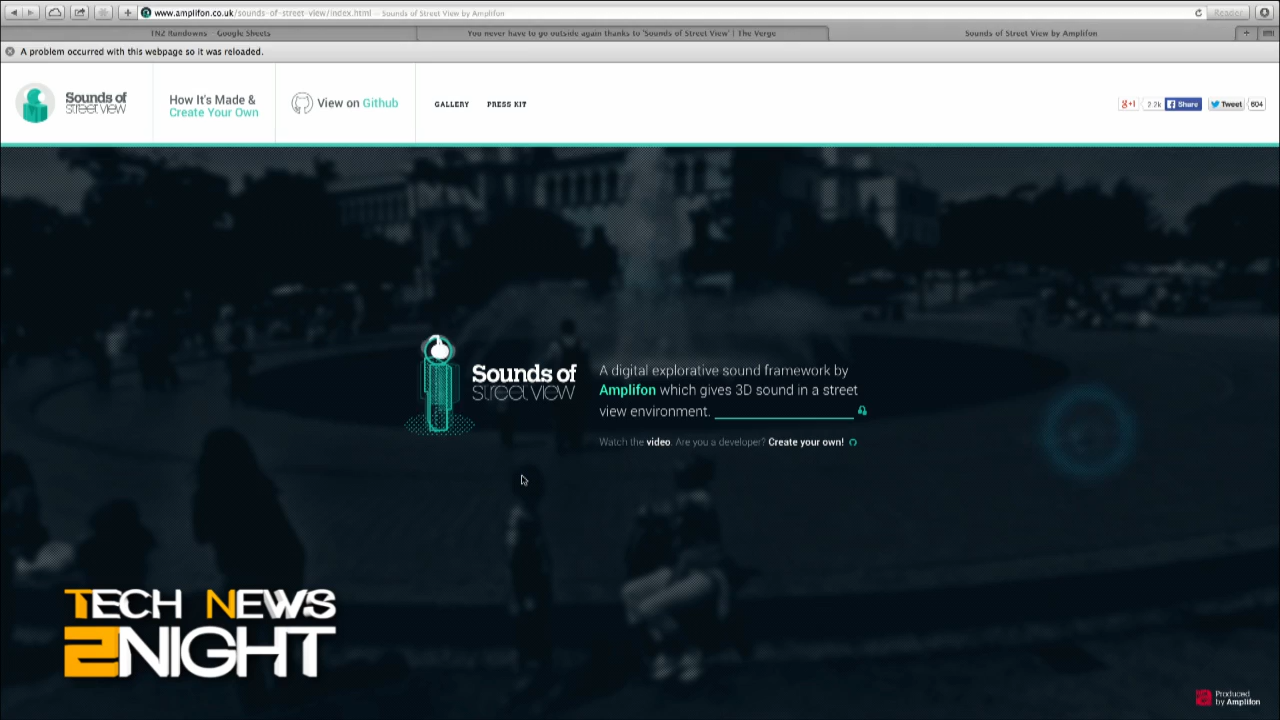 www.amplifon.co.uk/sounds-of-street-view/index.html — Sounds of Street View by Amplifon
Reader
TN2 Rundowns - Google Sheets
You never have to go outside again thanks to 'Sounds of Street View' | The Verge
Sounds of Street View by Amplifon
A problem occurred with this webpage so it was reloaded.
Sounds of
street view
How It's Made &
Create Your Own
View on Github
GALLERY
PRESS KIT
g+1
2.2k
Share
Tweet
604
Sounds of
street view
A digital explorative sound framework by
Amplifon which gives 3D sound in a street
view environment.
Watch the video. Are you a developer? Create your own!
TECH NEWS
2NIGHT
Produced
by Amplifon